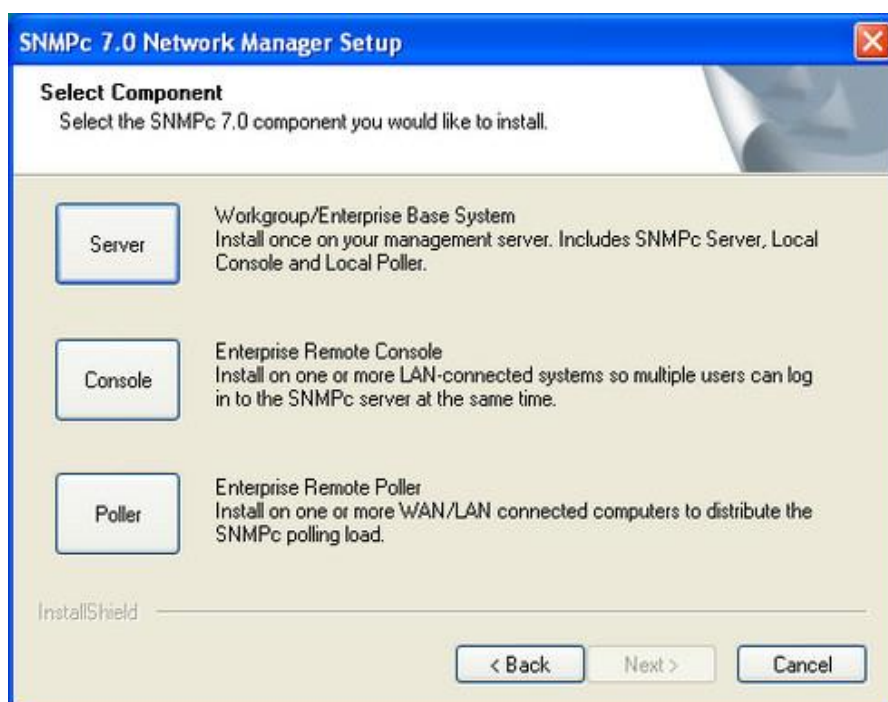 SNMPc 7.0 Network Manager Setup
Select Component
Select the SNMPc 7.0 component you would like to install.
Server
Workgroup/Enterprise Base System
Install once on your management server. Includes SNMPc Server, Local
Console and Local Poller.
Console
Enterprise Remote Console
Install on one or more LAN-connected systems so multiple users can log
in to the SNMPc server at the same time.
Poller
Enterprise Remote Poller
Install on one or more WAN/LAN connected computers to distribute the
SNMPc polling load.
InstallShield
< Back Next > Cancel